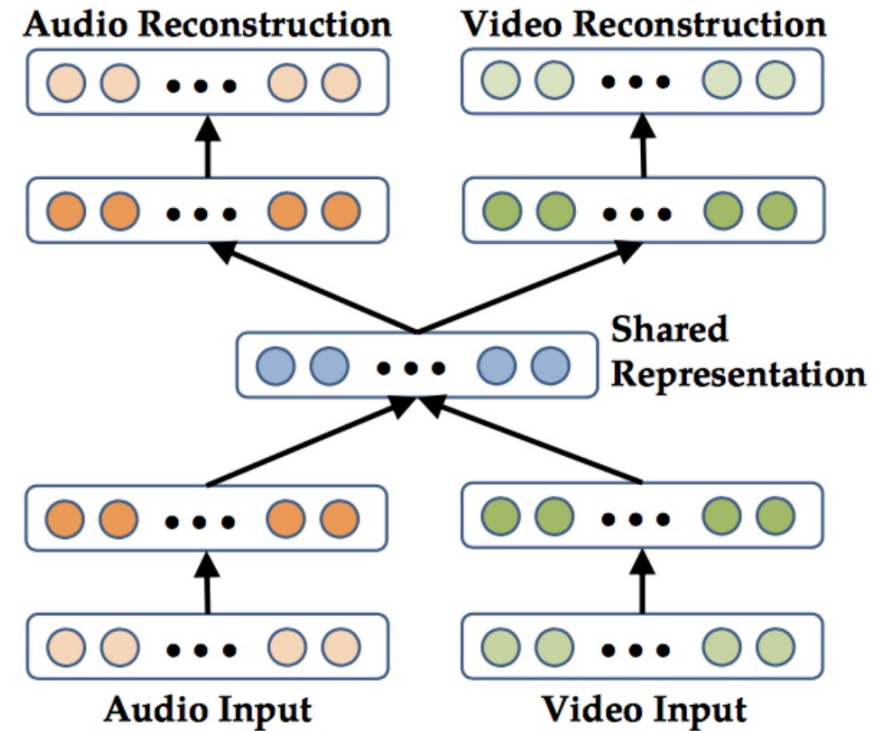 Audio Reconstruction
Video Reconstruction
Shared
Representation
Audio Input
Video Input